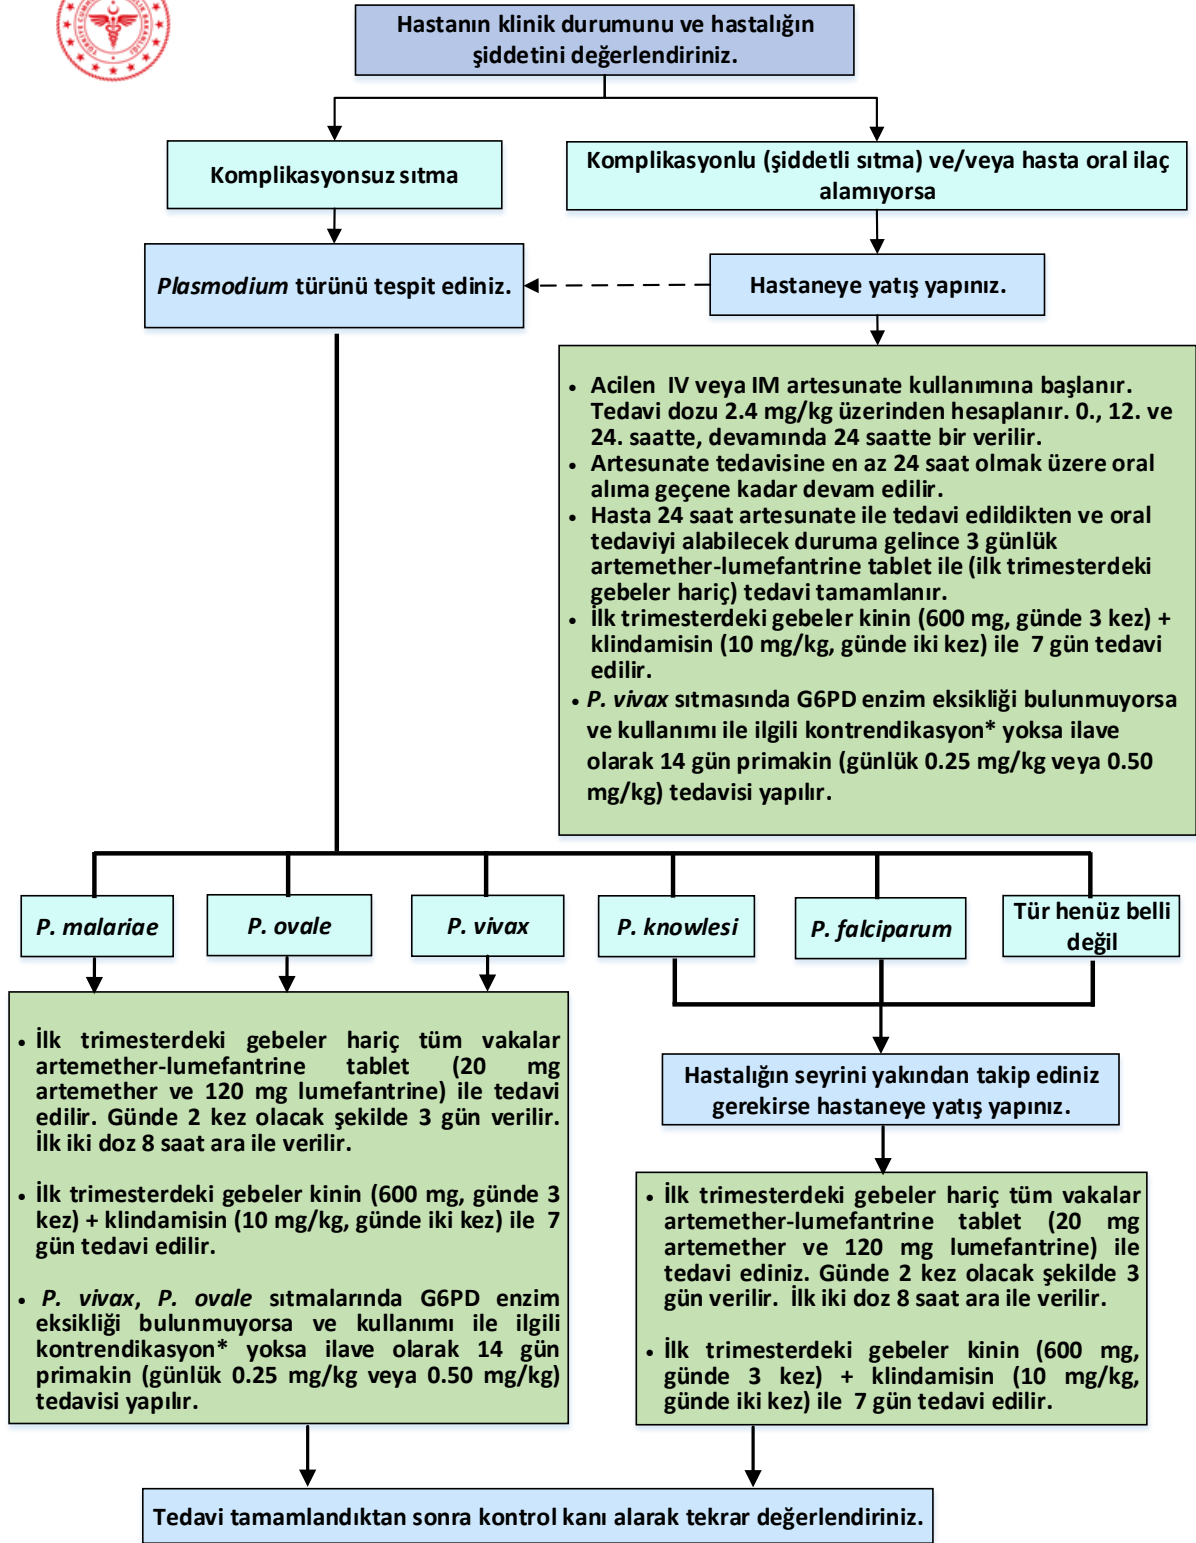 Hastanın klinik durumunu ve hastalığın
şiddetini değerlendiriniz.
Komplikasyonsuz sıtma
Komplikasyonlu (şiddetli sıtma) ve/veya hasta oral ilaç
alamıyorsa
Plasmodium türünü tespit ediniz.
Hastaneye yatış yapınız.
• Acilen IV veya IM artesunate kullanımına başlanır.
Tedavi dozu 2.4 mg/kg üzerinden hesaplanır. 0., 12. ve
24. saatte, devamında 24 saatte bir verilir.
• Artesunate tedavisine en az 24 saat olmak üzere oral
alıma geçene kadar devam edilir.
• Hasta 24 saat artesunate ile tedavi edildikten ve oral
tedaviyi alabilecek duruma gelince 3 günlük
artemether-lumefantrine tablet ile (ilk trimesterdeki
gebeler hariç) tedavi tamamlanır.
• İlk trimesterdeki gebeler kinin (600 mg, günde 3 kez) +
klindamisin (10 mg/kg, günde iki kez) ile 7 gün tedavi
edilir.
• P. vivax sıtmasında G6PD enzim eksikliği bulunmuyorsa
ve kullanımı ile ilgili kontrendikasyon* yoksa ilave
olarak 14 gün primakin (günlük 0.25 mg/kg veya 0.50
mg/kg) tedavisi yapılır.
P. malariae
P. ovale
P. vivax
P. knowlesi
P. falciparum
Tür henüz belli
değil
• İlk trimesterdeki gebeler hariç tüm vakalar
artemether-lumefantrine tablet (20 mg
artemether ve 120 mg lumefantrine) ile tedavi
edilir. Günde 2 kez olacak şekilde 3 gün verilir.
İlk iki doz 8 saat ara ile verilir.
• İlk trimesterdeki gebeler kinin (600 mg, günde 3
kez) + klindamisin (10 mg/kg, günde iki kez) ile 7
gün tedavi edilir.
• P. vivax, P. ovale sıtmalarında G6PD enzim
eksikliği bulunmuyorsa ve kullanımı ile ilgili
kontrendikasyon* yoksa ilave olarak 14 gün
primakin (günlük 0.25 mg/kg veya 0.50 mg/kg)
tedavisi yapılır.
Hastalığın seyrini yakından takip ediniz
gerekirse hastaneye yatış yapınız.
• İlk trimesterdeki gebeler hariç tüm vakalar
artemether-lumefantrine tablet (20 mg
artemether ve 120 mg lumefantrine) ile
tedavi ediniz. Günde 2 kez olacak şekilde 3
gün verilir. İlk iki doz 8 saat ara ile verilir.
• İlk trimesterdeki gebeler kinin (600 mg,
günde 3 kez) + klindamisin (10 mg/kg,
günde iki kez) ile 7 gün tedavi edilir.
Tedavi tamamlandıktan sonra kontrol kanı alarak tekrar değerlendiriniz.